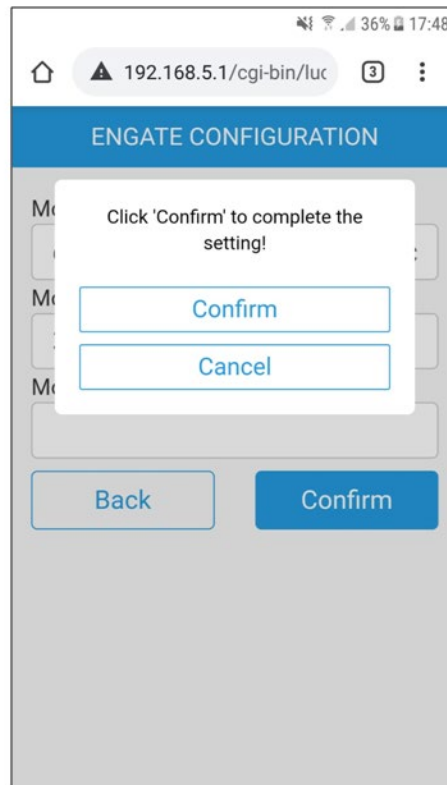 36% 17:48
192.168.5.1/cgi-bin/luc 3
ENGATE CONFIGURATION
Click 'Confirm' to complete the
setting!
Confirm
Cancel
Back Confirm